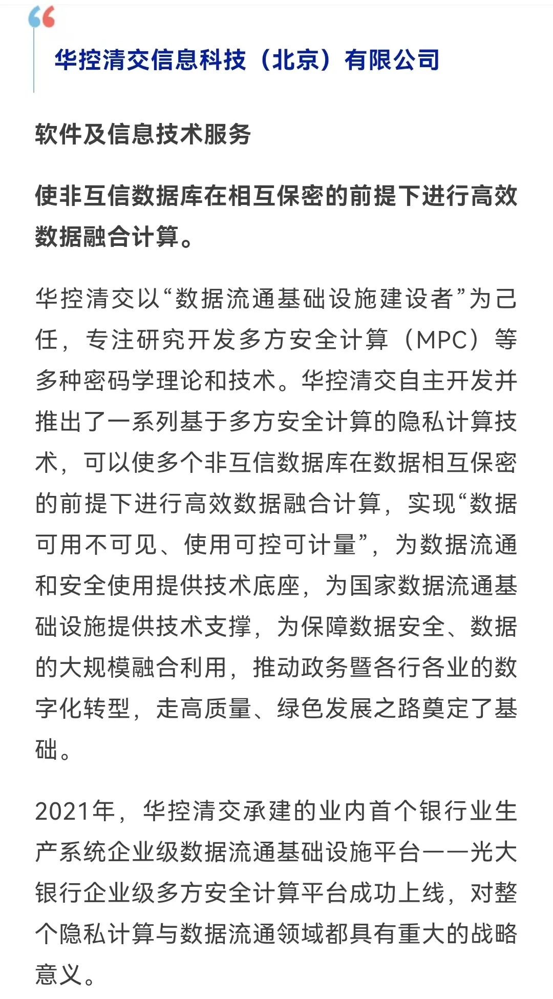 华控清交信息科技（北京）有限公司
软件及信息技术服务
使非互信数据库在相互保密的前提下进行高效
数据融合计算。
华控清交以“数据流通基础设施建设者”为己
任，专注研究开发多方安全计算（MPC）等
多种密码学理论和技术。华控清交自主开发并
推出了一系列基于多方安全计算的隐私计算技
术，可以使多个非互信数据库在数据相互保密
的前提下进行高效数据融合计算，实现“数据
可用不可见、使用可控可计量”，为数据流通
和安全使用提供技术底座，为国家数据流通基
础设施提供技术支撑，为保障数据安全、数据
的大规模融合利用，推动政务暨各行各业的数
字化转型，走高质量、绿色发展之路奠定了基
础。
2021年，华控清交承建的业内首个银行业生
产系统企业级数据流通基础设施平台一一光大
银行企业级多方安全计算平台成功上线，对整
个隐私计算与数据流通领域都具有重大的战略
意义。